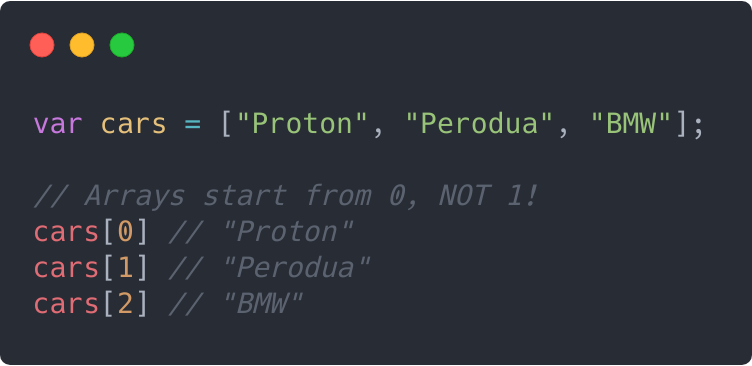 var cars = ["Proton", "Perodua", "BMW"];
// Arrays start from 0, NOT 1!
cars[0] // "Proton"
cars[1] // "Perodua"
cars[2] // "BMW"